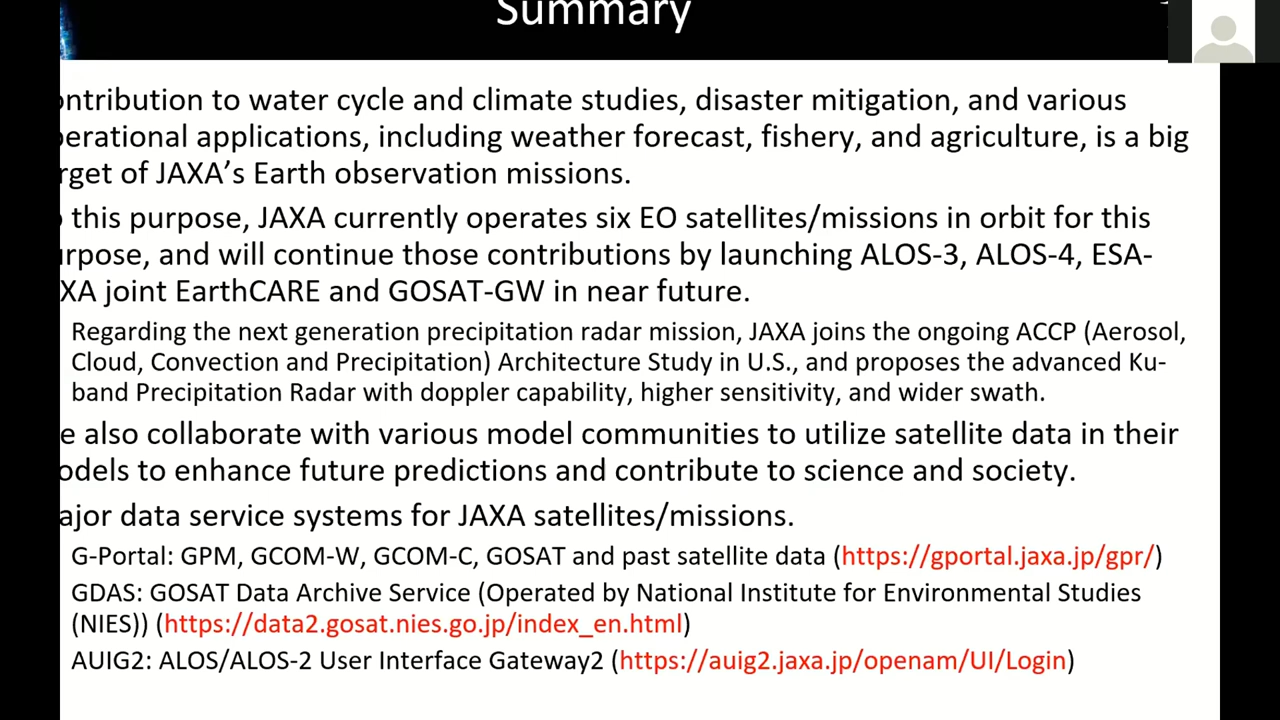 Summary
ontribution to water cycle and climate studies, disaster mitigation, and various
perational applications, including weather forecast, fishery, and agriculture, is a big
rget of JAXA’s Earth observation missions.
this purpose, JAXA currently operates six EO satellites/missions in orbit for this
urpose, and will continue those contributions by launching ALOS-3, ALOS-4, ESA-
XA joint EarthCARE and GOSAT-GW in near future.
Regarding the next generation precipitation radar mission, JAXA joins the ongoing ACCP (Aerosol,
Cloud, Convection and Precipitation) Architecture Study in U.S., and proposes the advanced Ku-
band Precipitation Radar with doppler capability, higher sensitivity, and wider swath.
e also collaborate with various model communities to utilize satellite data in their
odels to enhance future predictions and contribute to science and society.
ajor data service systems for JAXA satellites/missions.
G-Portal: GPM, GCOM-W, GCOM-C, GOSAT and past satellite data (https://gportal.jaxa.jp/gpr/)
GDAS: GOSAT Data Archive Service (Operated by National Institute for Environmental Studies
(NIES)) (https://data2.gosat.nies.go.jp/index_en.html)
AUIG2: ALOS/ALOS-2 User Interface Gateway2 (https://auig2.jaxa.jp/openam/UI/Login)